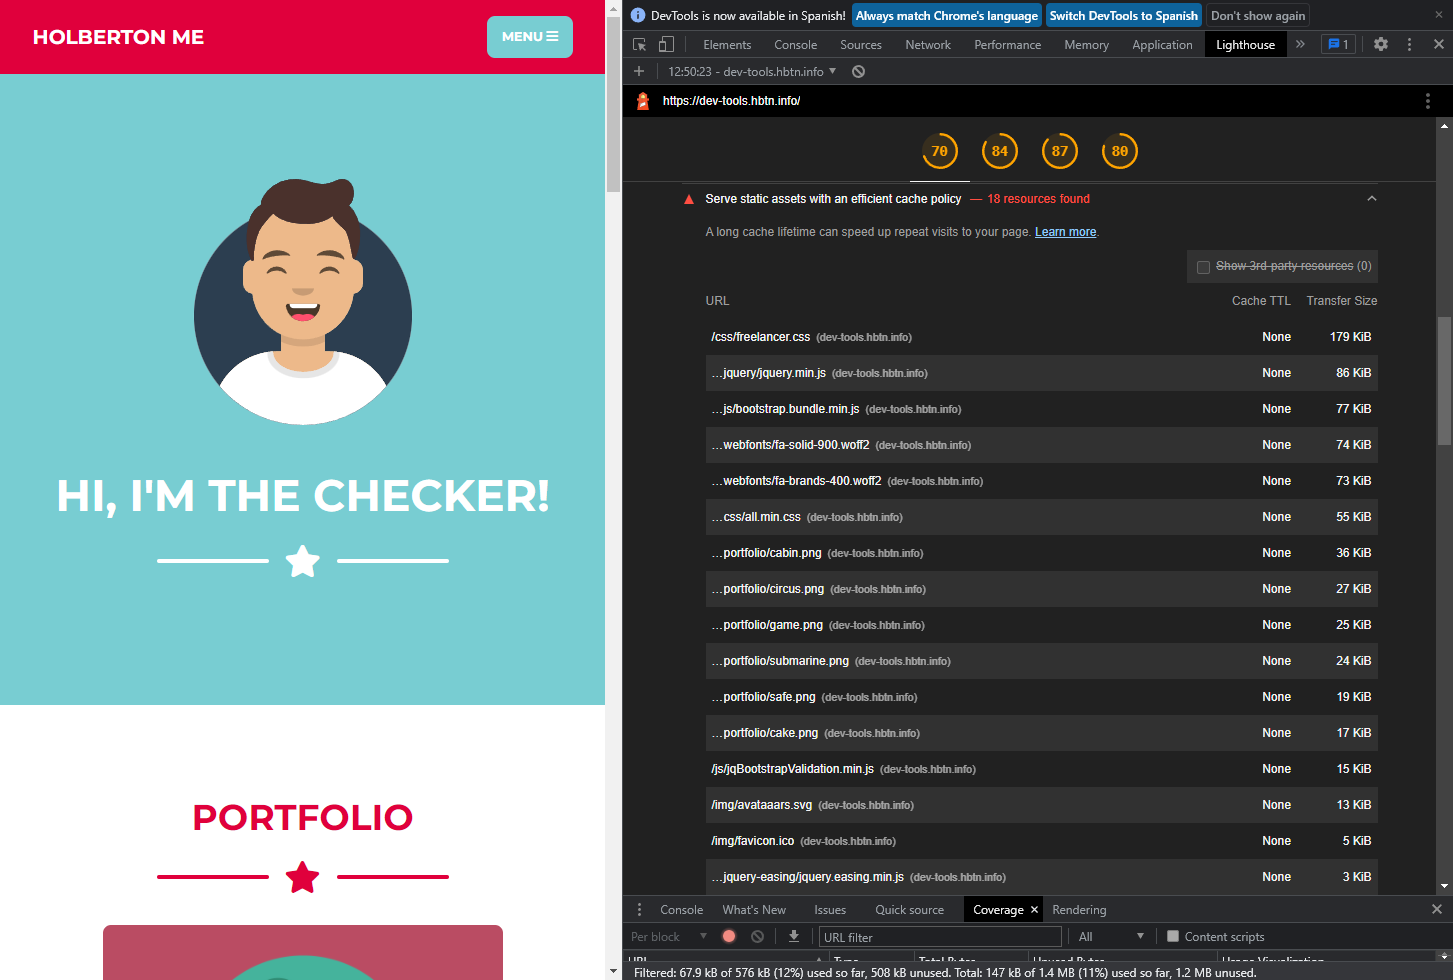 HOLBERTON ME
MENU
HI, I'M THE CHECKER!
PORTFOLIO
DevTools is now available in Spanish! Always match Chrome's language Switch DevTools to Spanish Don't show again
Elements Console Sources Network Performance Memory Application Lighthouse 1
12:50:23 - dev-tools.hbtn.info
https://dev-tools.hbtn.info/
70 84 87 80
Serve static assets with an efficient cache policy — 18 resources found
A long cache lifetime can speed up repeat visits to your page. Learn more.
Show 3rd-party resources (0)
URL Cache TTL Transfer Size
/css/freelancer.css (dev-tools.hbtn.info) None 179 KiB
…jquery/jquery.min.js (dev-tools.hbtn.info) None 86 KiB
…js/bootstrap.bundle.min.js (dev-tools.hbtn.info) None 77 KiB
…webfonts/fa-solid-900.woff2 (dev-tools.hbtn.info) None 74 KiB
…webfonts/fa-brands-400.woff2 (dev-tools.hbtn.info) None 73 KiB
…css/all.min.css (dev-tools.hbtn.info) None 55 KiB
…portfolio/cabin.png (dev-tools.hbtn.info) None 36 KiB
…portfolio/circus.png (dev-tools.hbtn.info) None 27 KiB
…portfolio/game.png (dev-tools.hbtn.info) None 25 KiB
…portfolio/submarine.png (dev-tools.hbtn.info) None 24 KiB
…portfolio/safe.png (dev-tools.hbtn.info) None 19 KiB
…portfolio/cake.png (dev-tools.hbtn.info) None 17 KiB
/js/jqBootstrapValidation.min.js (dev-tools.hbtn.info) None 15 KiB
/img/avataaars.svg (dev-tools.hbtn.info) None 13 KiB
/img/favicon.ico (dev-tools.hbtn.info) None 5 KiB
…jquery-easing/jquery.easing.min.js (dev-tools.hbtn.info) None 3 KiB
Console What's New Issues Quick source Coverage Rendering
Per block URL filter All Content scripts
URL Type Total Bytes Unused Bytes Usage Visualization
Filtered: 67.9 kB of 576 kB (12%) used so far, 508 kB unused. Total: 147 kB of 1.4 MB (11%) used so far, 1.2 MB unused.